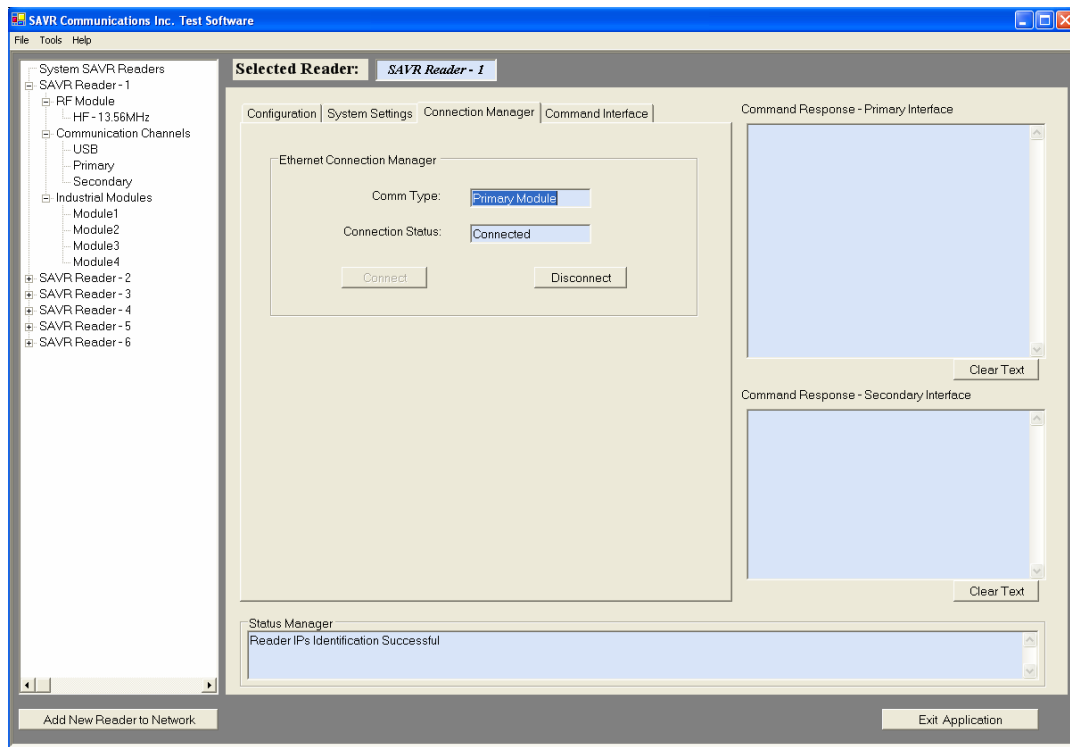 SAVR Communications Inc. Test Software
File Tools Help
System SAVR Readers
SAVR Reader - 1
RF Module
HF - 13.56MHz
Communication Channels
USB
Primary
Secondary
Industrial Modules
Module1
Module2
Module3
Module4
SAVR Reader - 2
SAVR Reader - 3
SAVR Reader - 4
SAVR Reader - 5
SAVR Reader - 6
Add New Reader to Network
Selected Reader: SAVR Reader - 1
Configuration System Settings Connection Manager Command Interface
Ethernet Connection Manager
Comm Type: Primary Module
Connection Status: Connected
Connect Disconnect
Command Response - Primary Interface
Clear Text
Command Response - Secondary Interface
Clear Text
Status Manager
Reader IPs Identification Successful
Exit Application